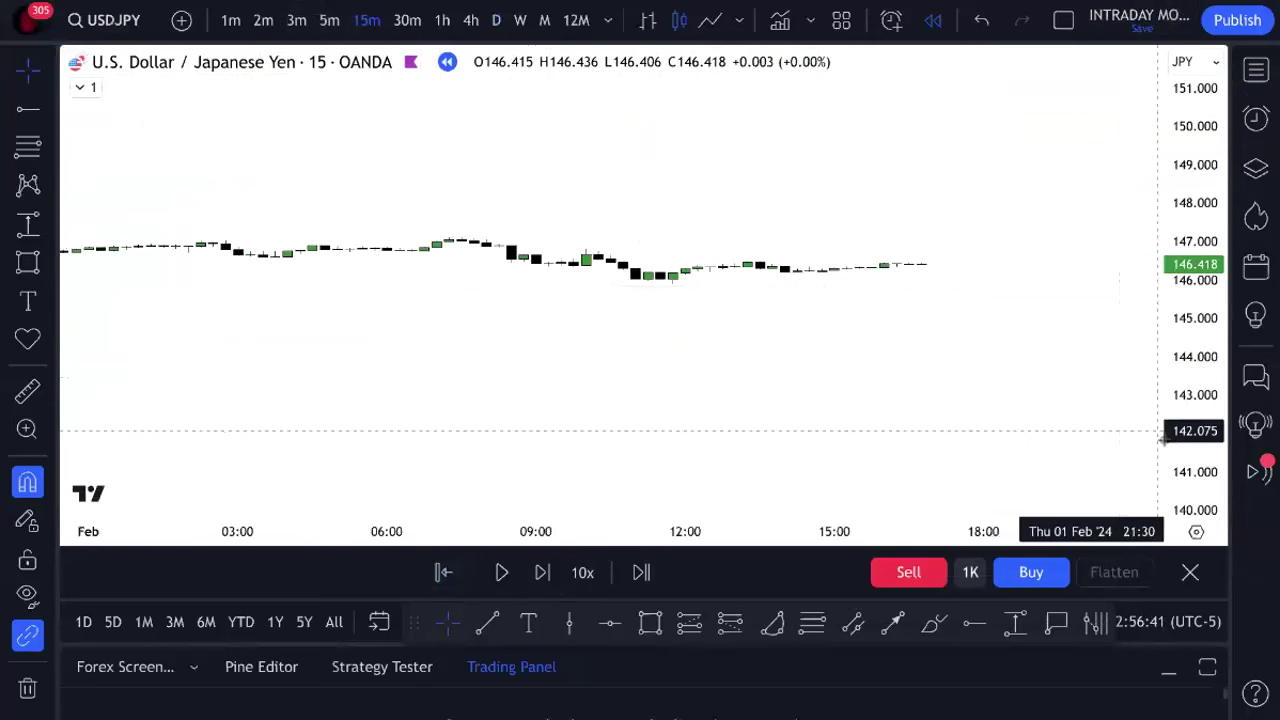 305
USDJPY
1m 2m 3m 5m 15m 30m 1h 4h D W M 12M
INTRADAY MO...
Save
Publish
U.S. Dollar / Japanese Yen · 15 · OANDA
O146.415 H146.436 L146.406 C146.418 +0.003 (+0.00%)
JPY
1
151.000
150.000
149.000
148.000
147.000
146.418
146.000
145.000
144.000
143.000
142.075
141.000
140.000
Feb 03:00 06:00 09:00 12:00 15:00 18:00 Thu 01 Feb '24 21:30
10x
Sell 1K Buy Flatten
1D 5D 1M 3M 6M YTD 1Y 5Y All
2:56:41 (UTC-5)
Forex Screen... Pine Editor Strategy Tester Trading Panel